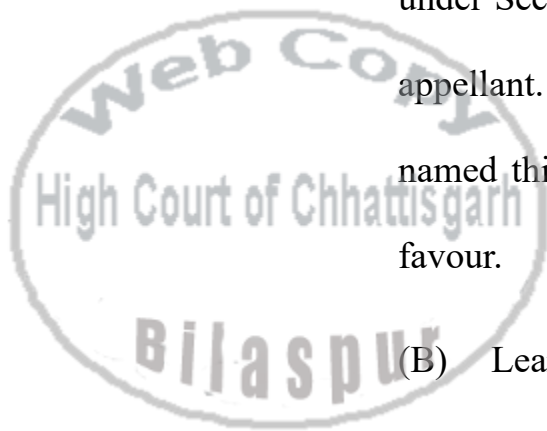 under Sec
Web Copy
appellant.
named thi
High Court of Chhattisgarh
favour.
Bilaspur
(B) Lea